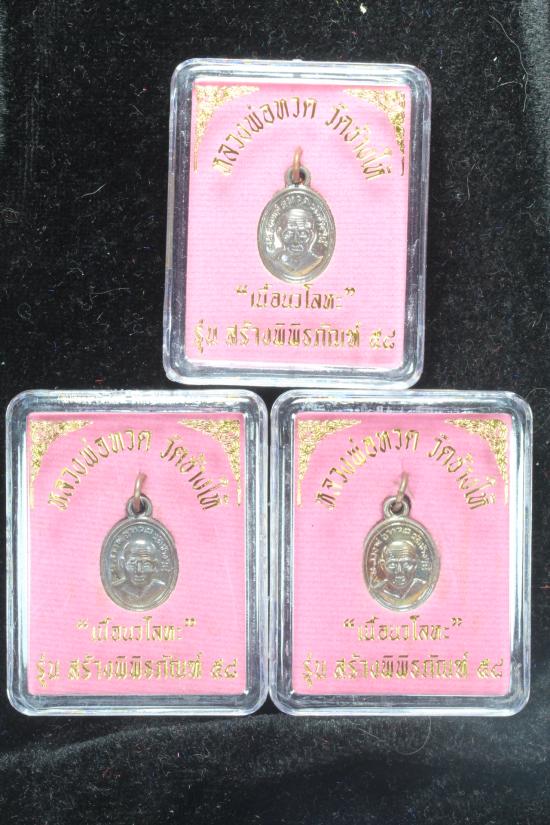 หลวงพ่อทวด วัดช้างให้
“เนื้อนวโลหะ”
รุ่น สร้างพิพิธภัณฑ์ ๕๘
หลวงพ่อทวด วัดช้างให้
“เนื้อนวโลหะ”
รุ่น สร้างพิพิธภัณฑ์ ๕๘
หลวงพ่อทวด วัดช้างให้
“เนื้อนวโลหะ”
รุ่น สร้างพิพิธภัณฑ์ ๕๘